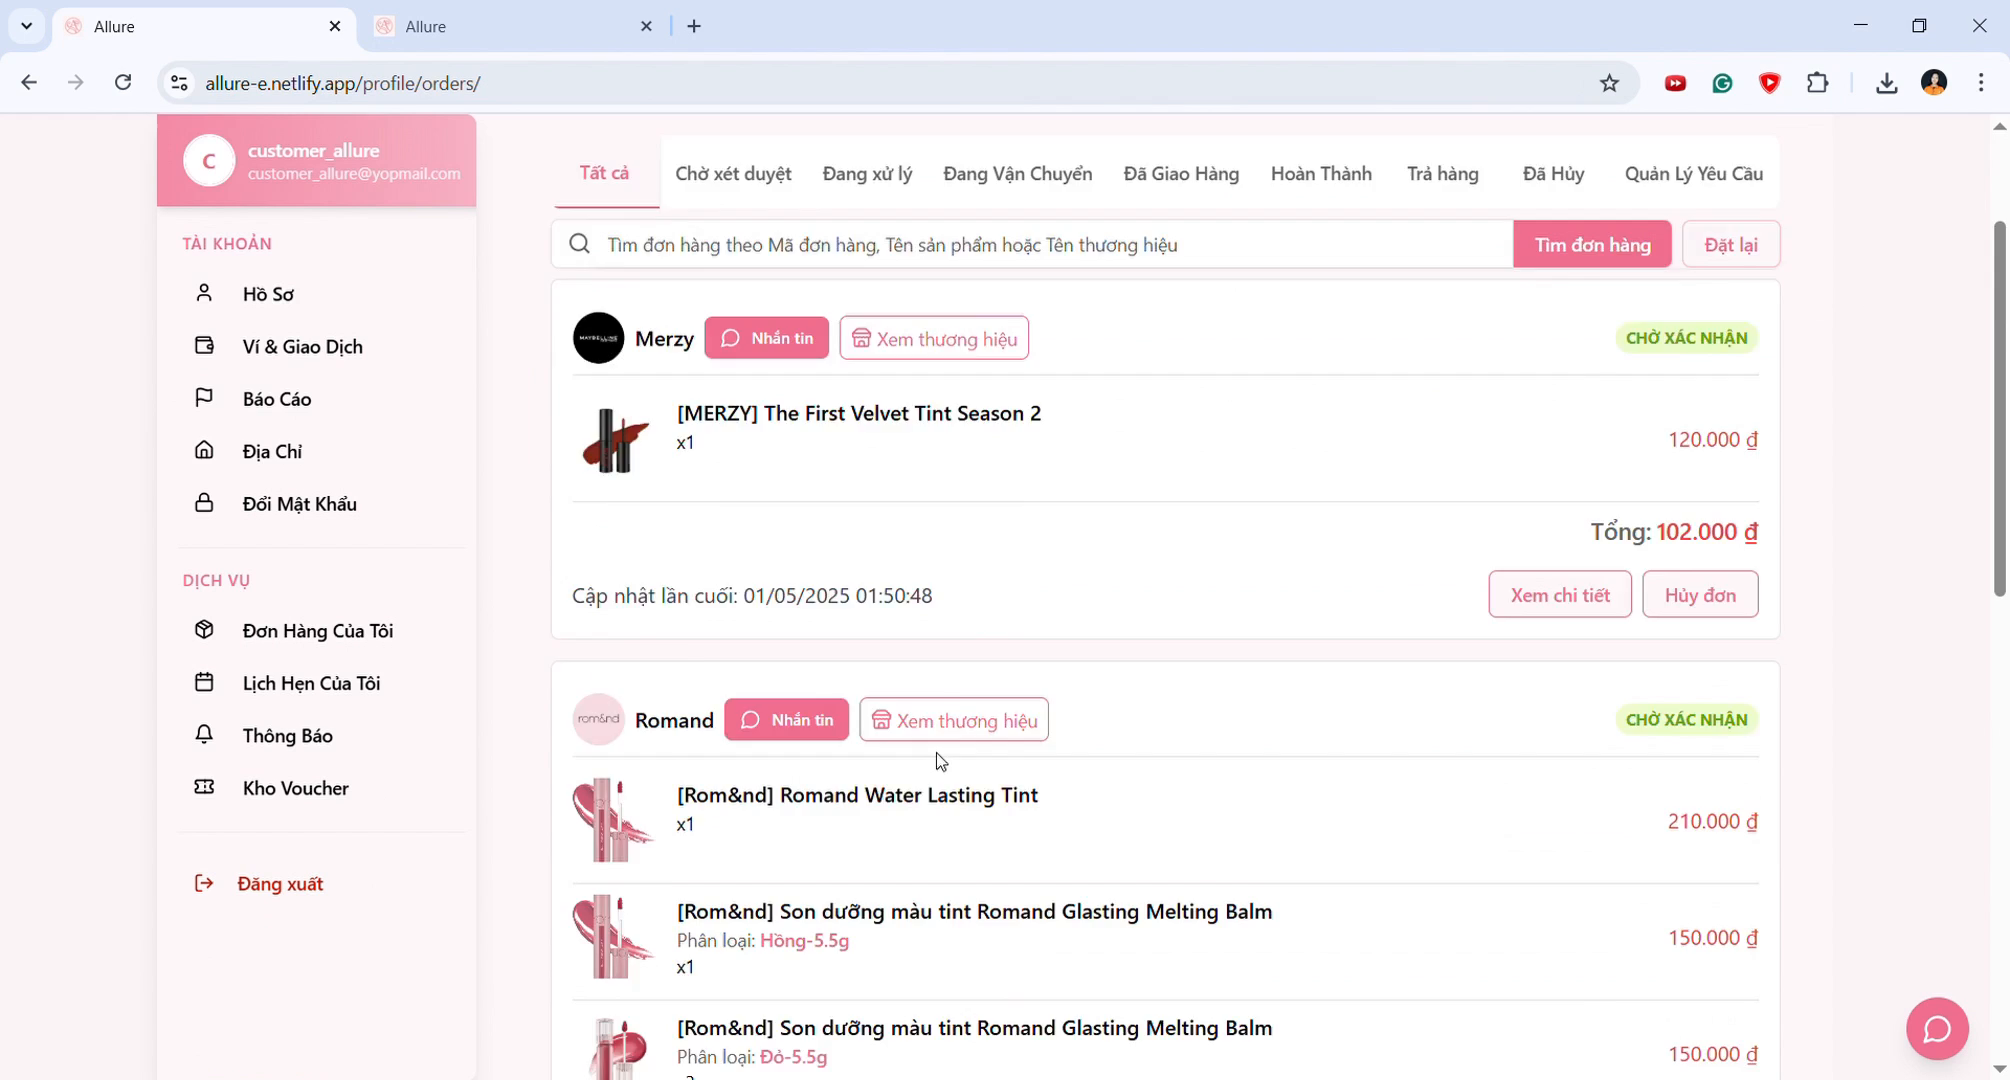 Allure
Allure
allure-e.netlify.app/profile/orders/
C
customer_allure
customer_allure@yopmail.com
TÀI KHOẢN
Hồ Sơ
Ví & Giao Dịch
Báo Cáo
Địa Chỉ
Đổi Mật Khẩu
DỊCH VỤ
Đơn Hàng Của Tôi
Lịch Hẹn Của Tôi
Thông Báo
Kho Voucher
Đăng xuất
Tất cả
Chờ xét duyệt
Đang xử lý
Đang Vận Chuyển
Đã Giao Hàng
Hoàn Thành
Trả hàng
Đã Hủy
Quản Lý Yêu Cầu
Tìm đơn hàng theo Mã đơn hàng, Tên sản phẩm hoặc Tên thương hiệu
Tìm đơn hàng
Đặt lại
MAYBELLINE
Merzy
Nhắn tin
Xem thương hiệu
CHỜ XÁC NHẬN
[MERZY] The First Velvet Tint Season 2
x1
120.000 ₫
Tổng: 102.000 ₫
Cập nhật lần cuối: 01/05/2025 01:50:48
Xem chi tiết
Hủy đơn
rom&nd
Romand
Nhắn tin
Xem thương hiệu
CHỜ XÁC NHẬN
[Rom&nd] Romand Water Lasting Tint
x1
210.000 ₫
[Rom&nd] Son dưỡng màu tint Romand Glasting Melting Balm
Phân loại: Hồng-5.5g
x1
150.000 ₫
[Rom&nd] Son dưỡng màu tint Romand Glasting Melting Balm
Phân loại: Đỏ-5.5g
150.000 ₫